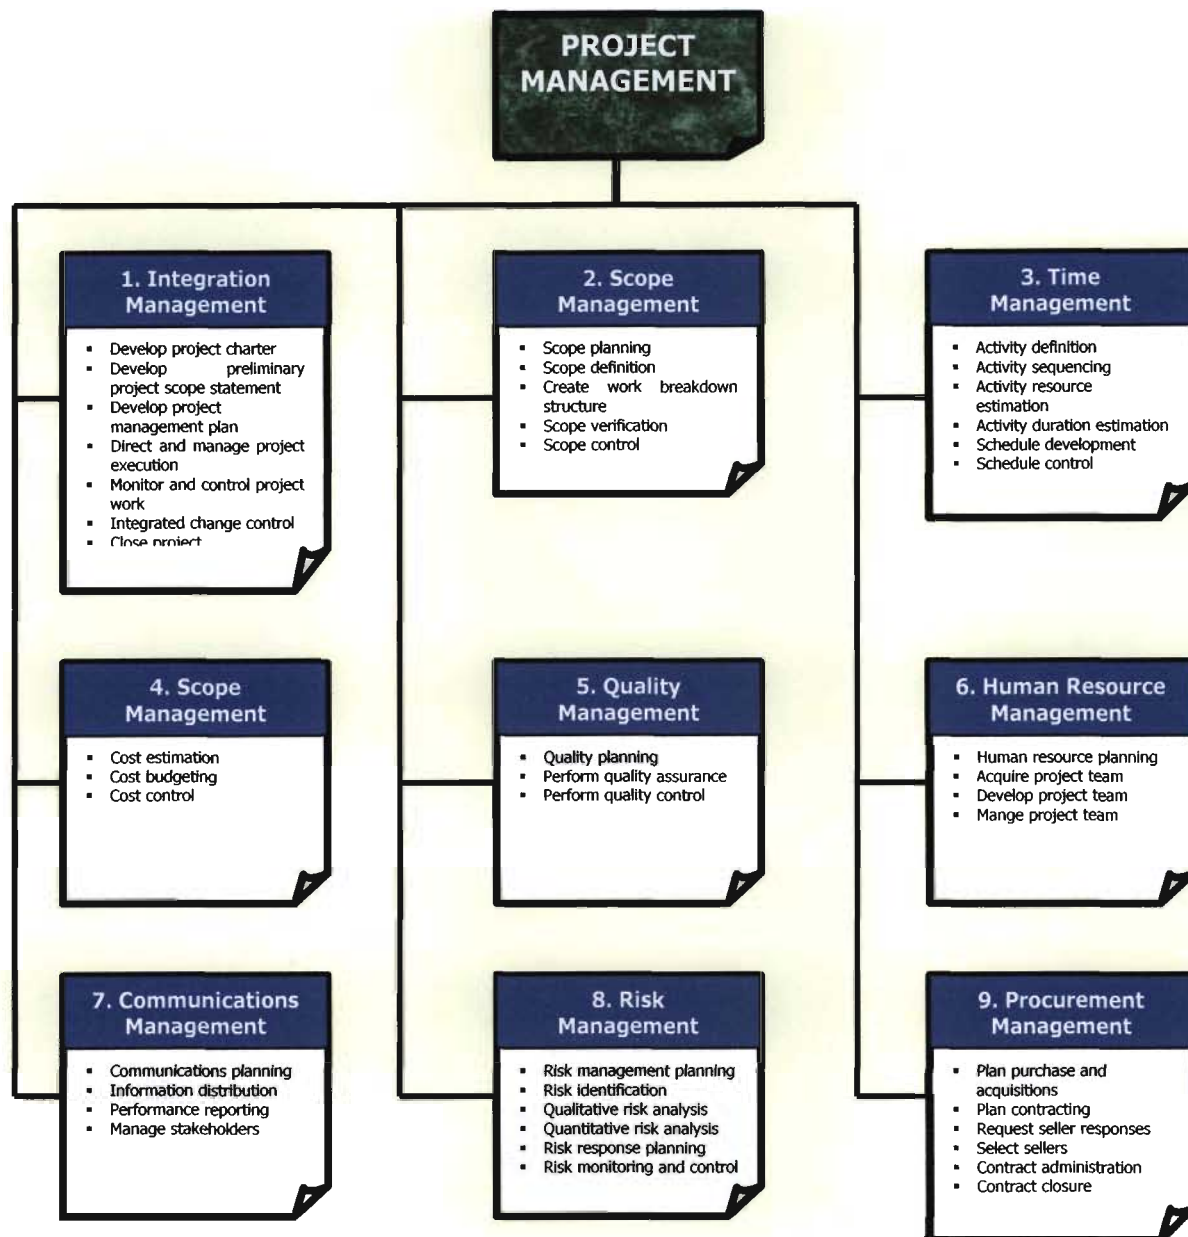 PROJECT
MANAGEMENT
1. Integration
Management
▪ Develop project charter
▪ Develop preliminary
project scope statement
▪ Develop project
management plan
▪ Direct and manage project
execution
▪ Monitor and control project
work
▪ Integrated change control
▪ Close project
2. Scope
Management
▪ Scope planning
▪ Scope definition
▪ Create work breakdown
structure
▪ Scope verification
▪ Scope control
3. Time
Management
▪ Activity definition
▪ Activity sequencing
▪ Activity resource
estimation
▪ Activity duration estimation
▪ Schedule development
▪ Schedule control
4. Scope
Management
▪ Cost estimation
▪ Cost budgeting
▪ Cost control
5. Quality
Management
▪ Quality planning
▪ Perform quality assurance
▪ Perform quality control
6. Human Resource
Management
▪ Human resource planning
▪ Acquire project team
▪ Develop project team
▪ Mange project team
7. Communications
Management
▪ Communications planning
▪ Information distribution
▪ Performance reporting
▪ Manage stakeholders
8. Risk
Management
▪ Risk management planning
▪ Risk identification
▪ Qualitative risk analysis
▪ Quantitative risk analysis
▪ Risk response planning
▪ Risk monitoring and control
9. Procurement
Management
▪ Plan purchase and
acquisitions
▪ Plan contracting
▪ Request seller responses
▪ Select sellers
▪ Contract administration
▪ Contract closure